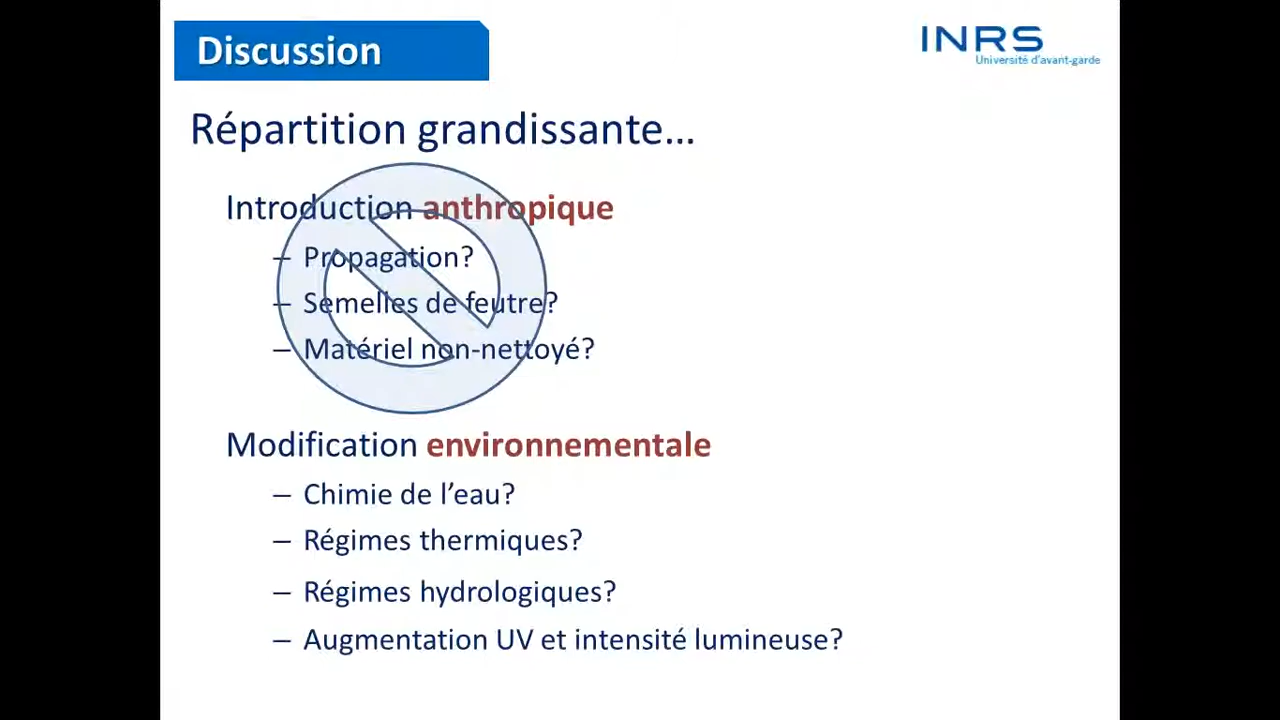 Discussion
INRS
Université d'avant-garde
Répartition grandissante...
Introduction anthropique
– Propagation?
– Semelles de feutre?
– Matériel non-nettoyé?
Modification environnementale
– Chimie de l'eau?
– Régimes thermiques?
– Régimes hydrologiques?
– Augmentation UV et intensité lumineuse?